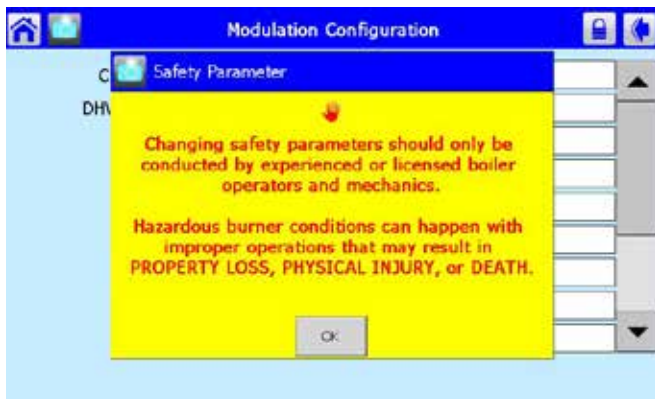 Modulation Configuration
C
Safety Parameter
DHV
Changing safety parameters should only be
conducted by experienced or licensed boiler
operators and mechanics.
Hazardous burner conditions can happen with
improper operations that may result in
PROPERTY LOSS, PHYSICAL INJURY, or DEATH.
OK